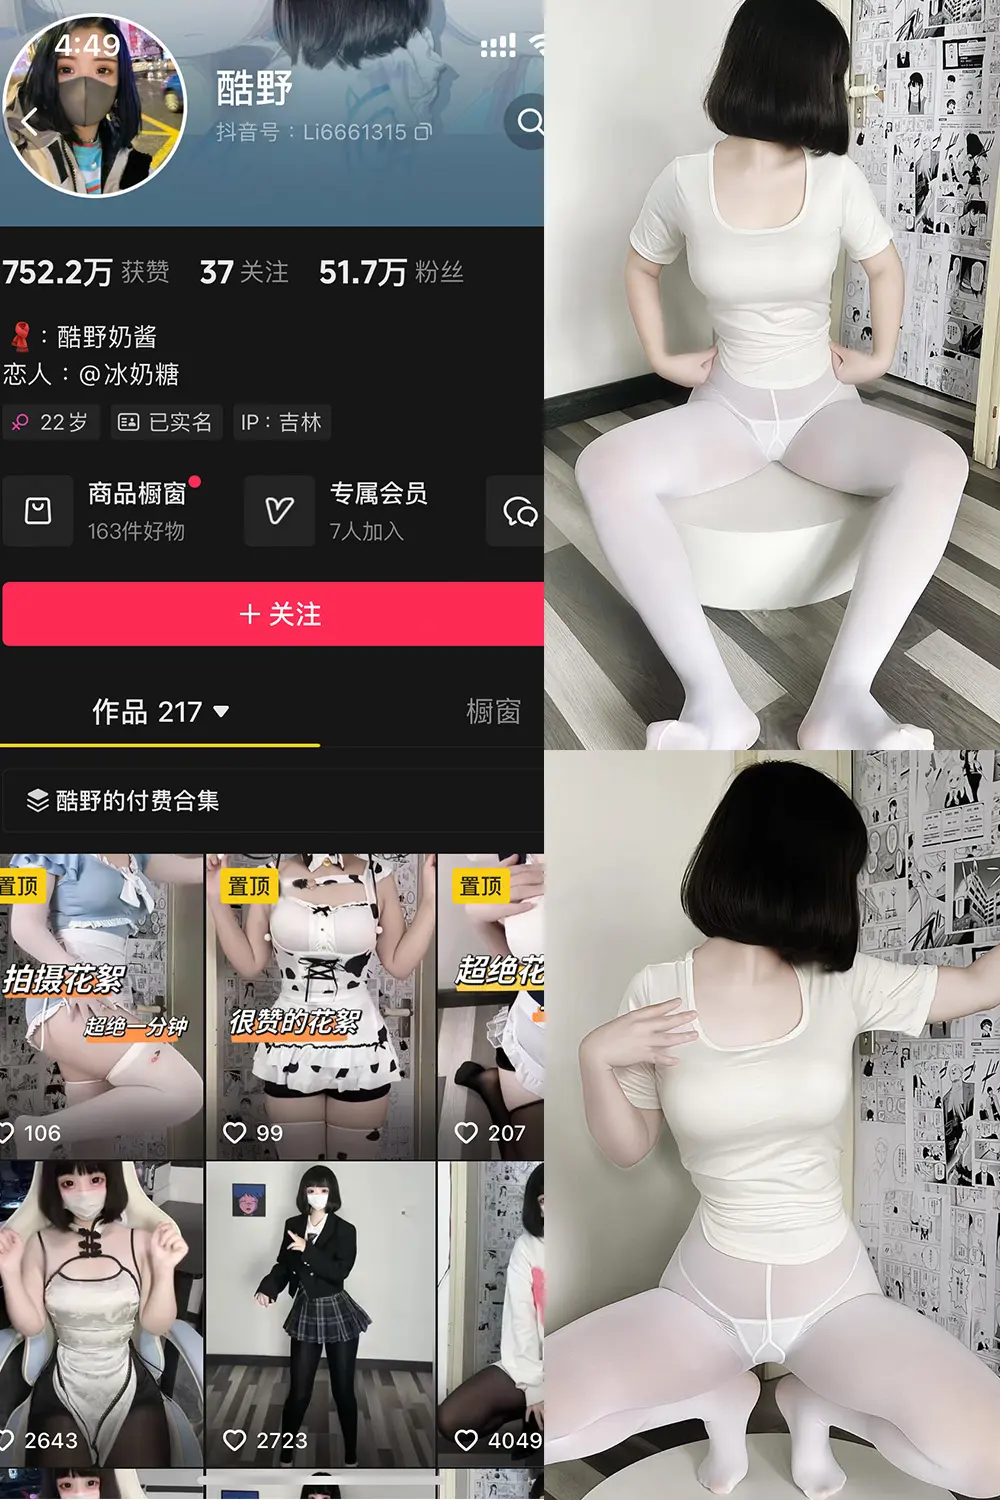 4:49
酷野
抖音号：Li6661315
752.2万 获赞 37 关注 51.7万 粉丝
：酷野奶酱
恋人：@冰奶糖
22岁 已实名 IP：吉林
商品橱窗 专属会员
163件好物 7人加入
+ 关注
作品 217 橱窗
酷野的付费合集
置顶 置顶 置顶
拍摄花絮 超绝花
超绝一分钟 很赞的花絮
106 99 207
2643 2723 4049